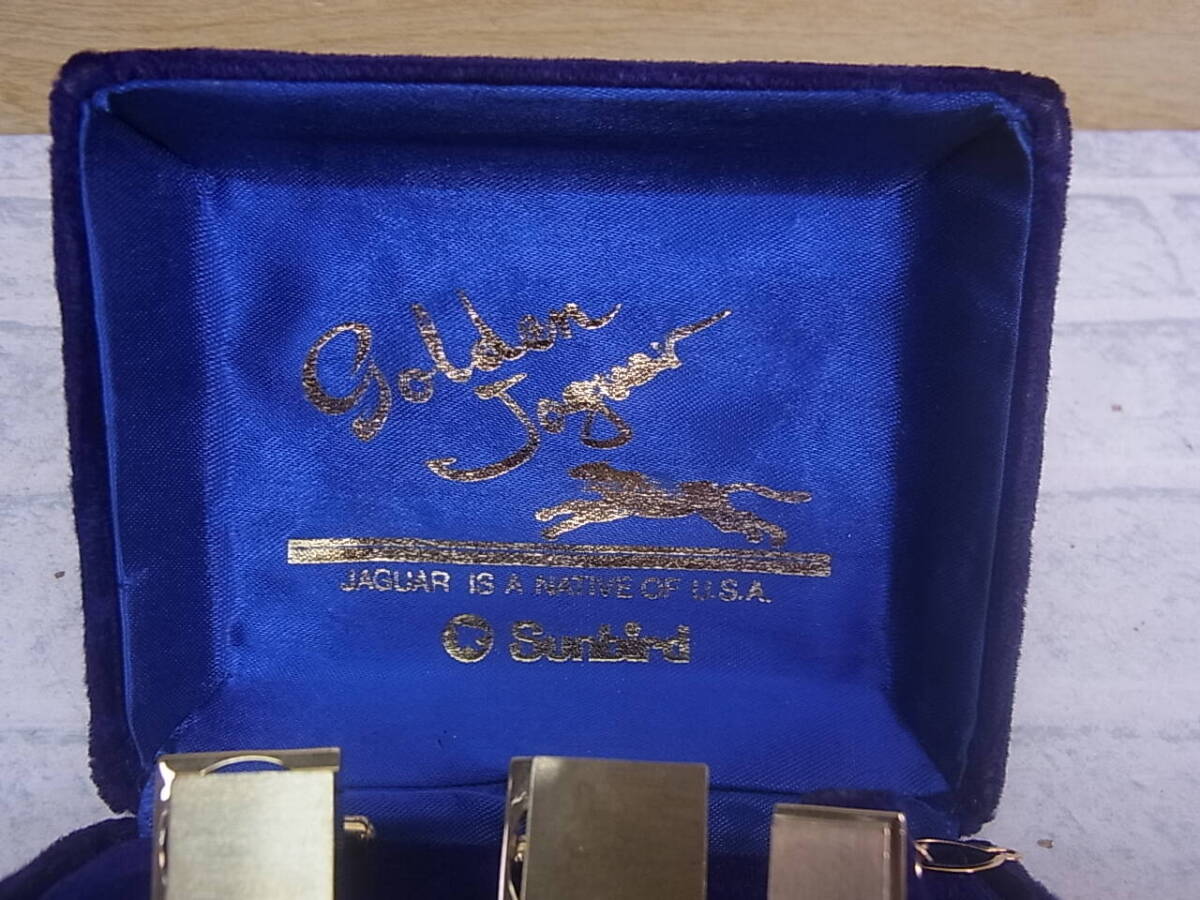 Golden
Jaguar
JAGUAR IS A NATIVE OF U.S.A.
Sunbird